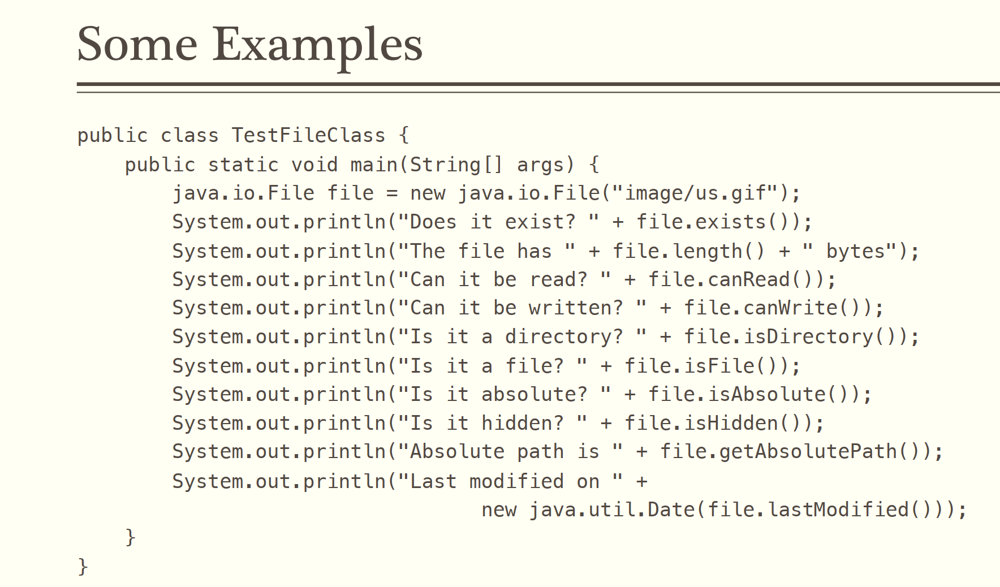 Some Examples
public class TestFileClass {
    public static void main(String[] args) {
        java.io.File file = new java.io.File("image/us.gif");
        System.out.println("Does it exist? " + file.exists());
        System.out.println("The file has " + file.length() + " bytes");
        System.out.println("Can it be read? " + file.canRead());
        System.out.println("Can it be written? " + file.canWrite());
        System.out.println("Is it a directory? " + file.isDirectory());
        System.out.println("Is it a file? " + file.isFile());
        System.out.println("Is it absolute? " + file.isAbsolute());
        System.out.println("Is it hidden? " + file.isHidden());
        System.out.println("Absolute path is " + file.getAbsolutePath());
        System.out.println("Last modified on " +
                                  new java.util.Date(file.lastModified()));
    }
}